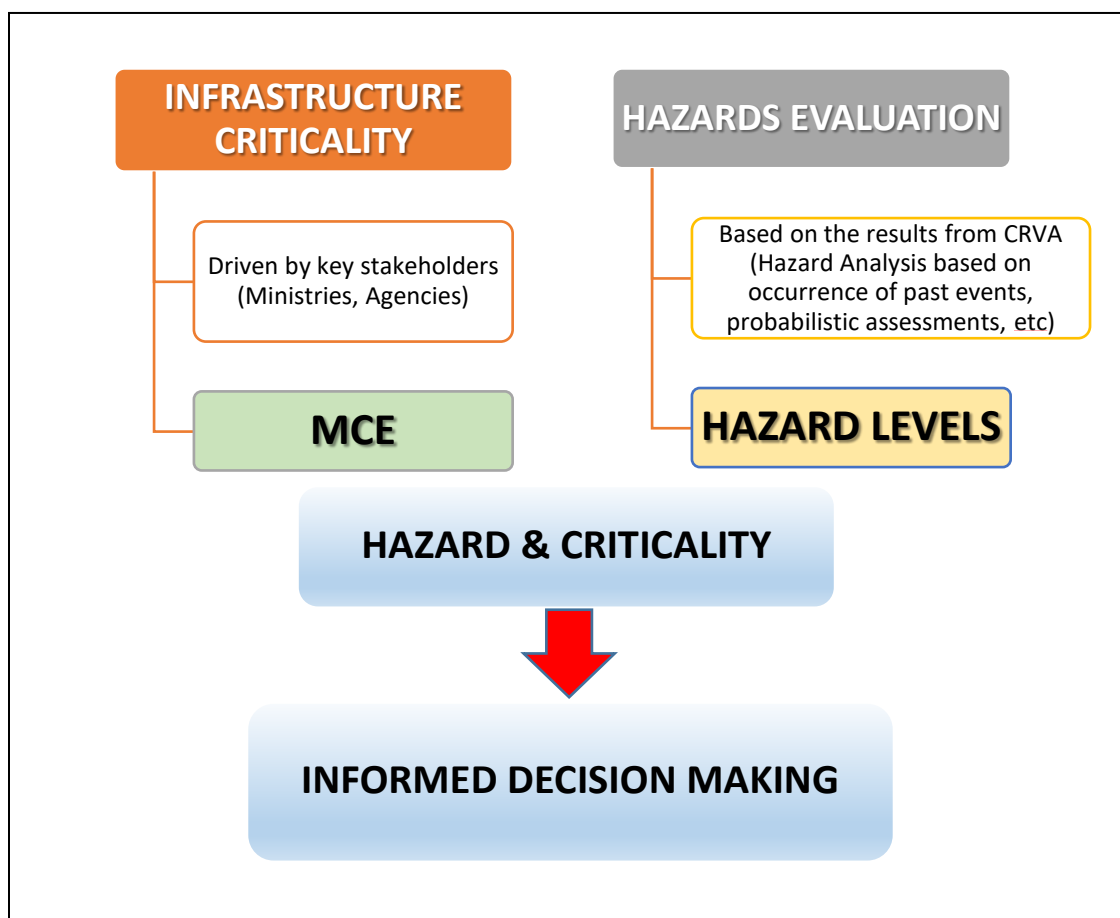 INFRASTRUCTURE
CRITICALITY
HAZARDS EVALUATION
Driven by key stakeholders
(Ministries, Agencies)
Based on the results from CRVA
(Hazard Analysis based on
occurrence of past events,
probabilistic assessments, etc)
MCE
HAZARD LEVELS
HAZARD & CRITICALITY
INFORMED DECISION MAKING